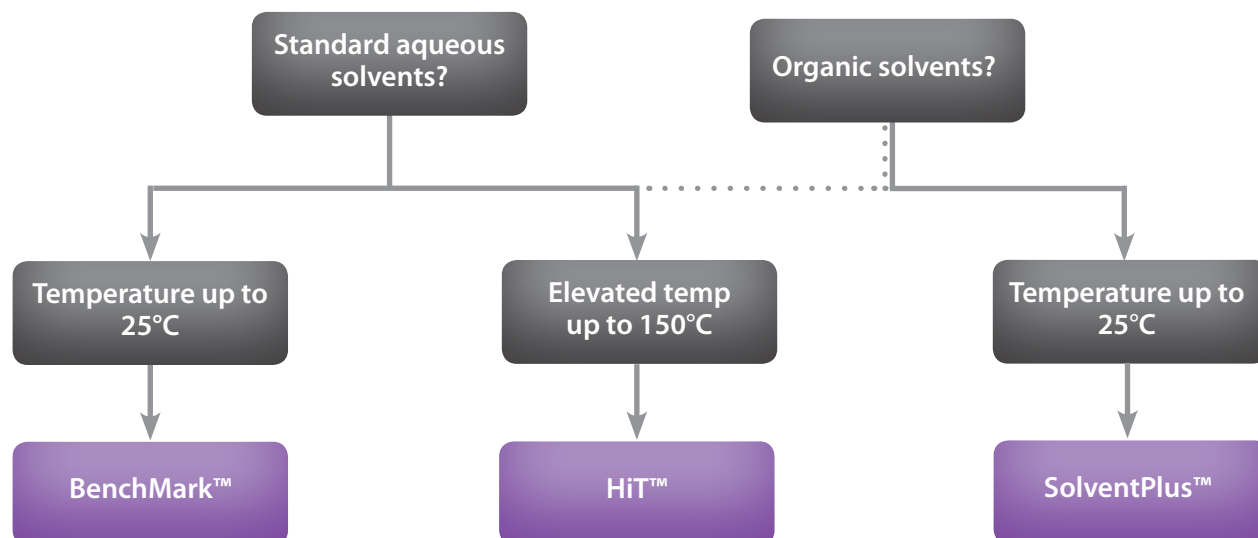 Standard aqueous
solvents?
Organic solvents?
Temperature up to
25°C
Elevated temp
up to 150°C
Temperature up to
25°C
BenchMark™
HiT™
SolventPlus™